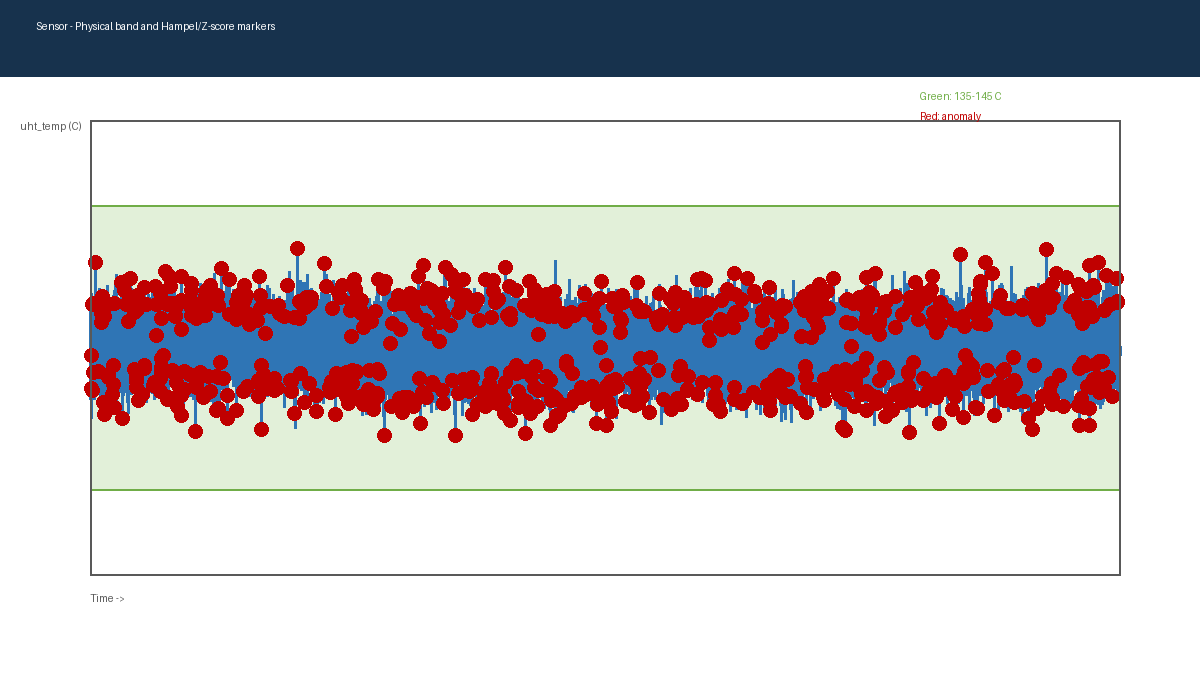 Sensor - Physical band and Hampel/Z-score markers
Green: 135-145 C
Red: anomaly
uht_temp (C)
Time ->